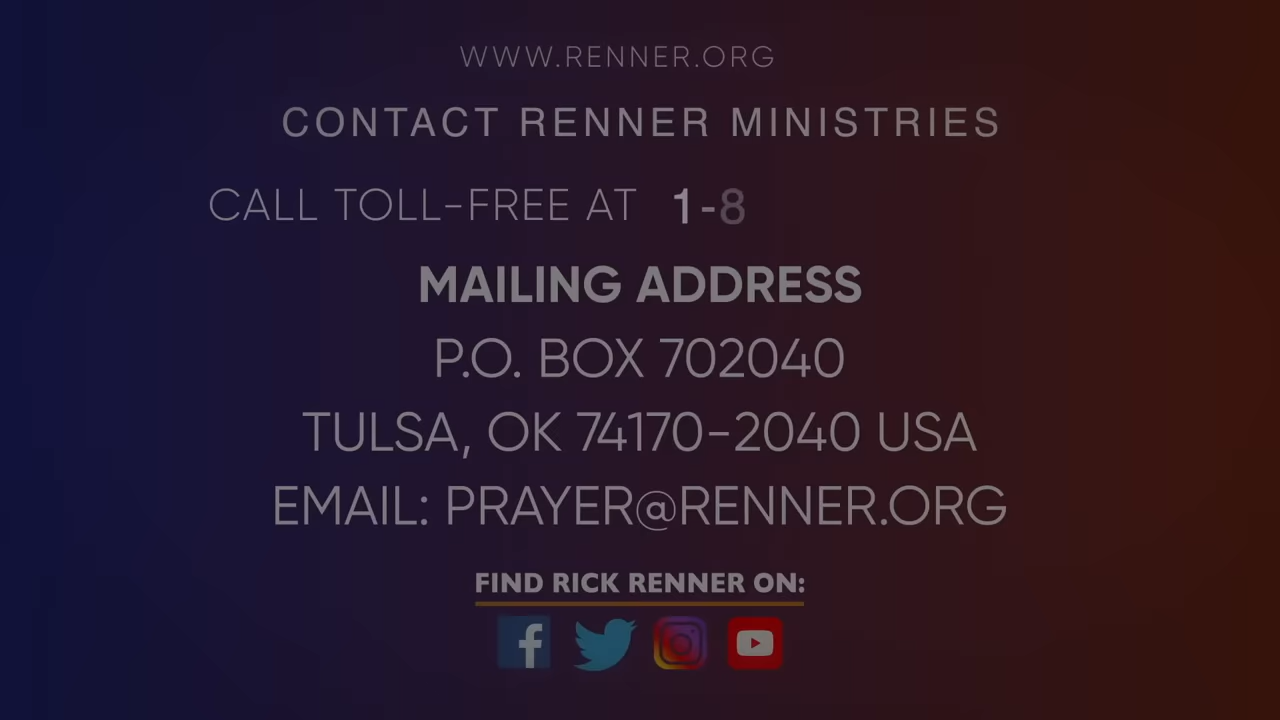 WWW.RENNER.ORG
CONTACT RENNER MINISTRIES
CALL TOLL-FREE AT 1-8
MAILING ADDRESS
P.O. BOX 702040
TULSA, OK 74170-2040 USA
EMAIL: PRAYER@RENNER.ORG
FIND RICK RENNER ON: